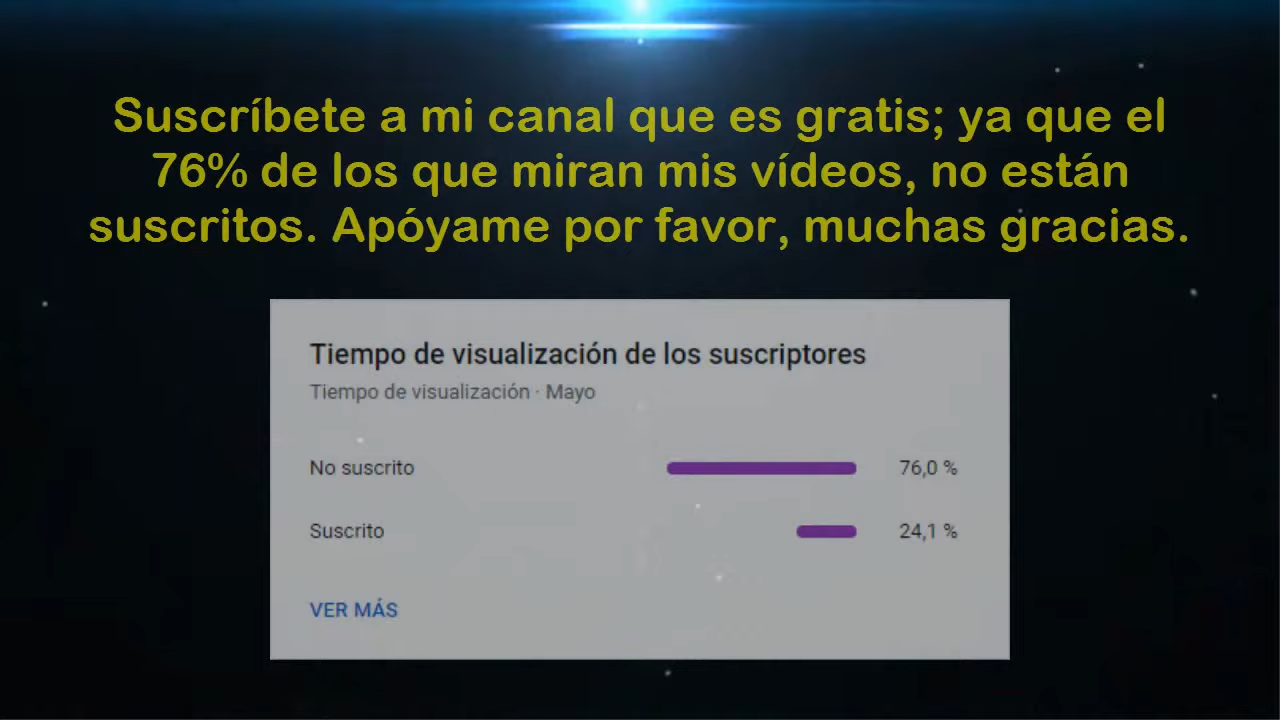 Suscríbete a mi canal que es gratis; ya que el
76% de los que miran mis vídeos, no están
suscritos. Apóyame por favor, muchas gracias.
Tiempo de visualización de los suscriptores
Tiempo de visualización · Mayo
No suscrito 76,0 %
Suscrito 24,1 %
VER MÁS